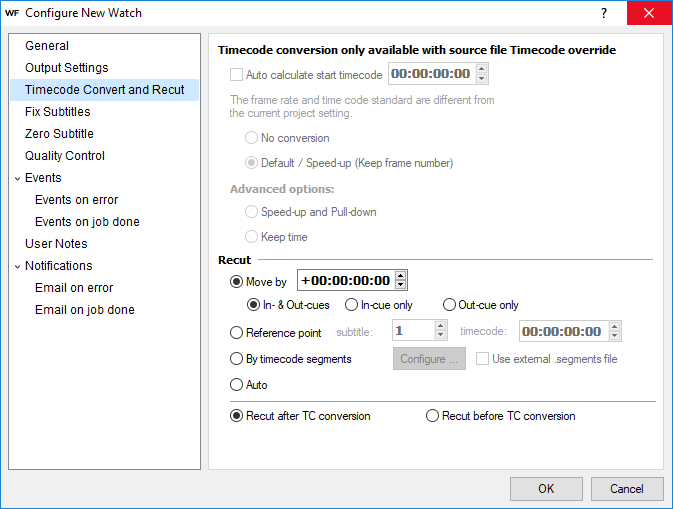 WF Configure New Watch ?
General
Output Settings
Timecode Convert and Recut
Fix Subtitles
Zero Subtitle
Quality Control
Events
Events on error
Events on job done
User Notes
Notifications
Email on error
Email on job done
Timecode conversion only available with source file Timecode override
Auto calculate start timecode 00:00:00:00
The frame rate and time code standard are different from
the current project setting.
No conversion
Default / Speed-up (Keep frame number)
Advanced options:
Speed-up and Pull-down
Keep time
Recut
Move by +00:00:00:00
In- & Out-cues In-cue only Out-cue only
Reference point subtitle: 1 timecode: 00:00:00:00
By timecode segments Configure ... Use external .segments file
Auto
Recut after TC conversion Recut before TC conversion
OK Cancel